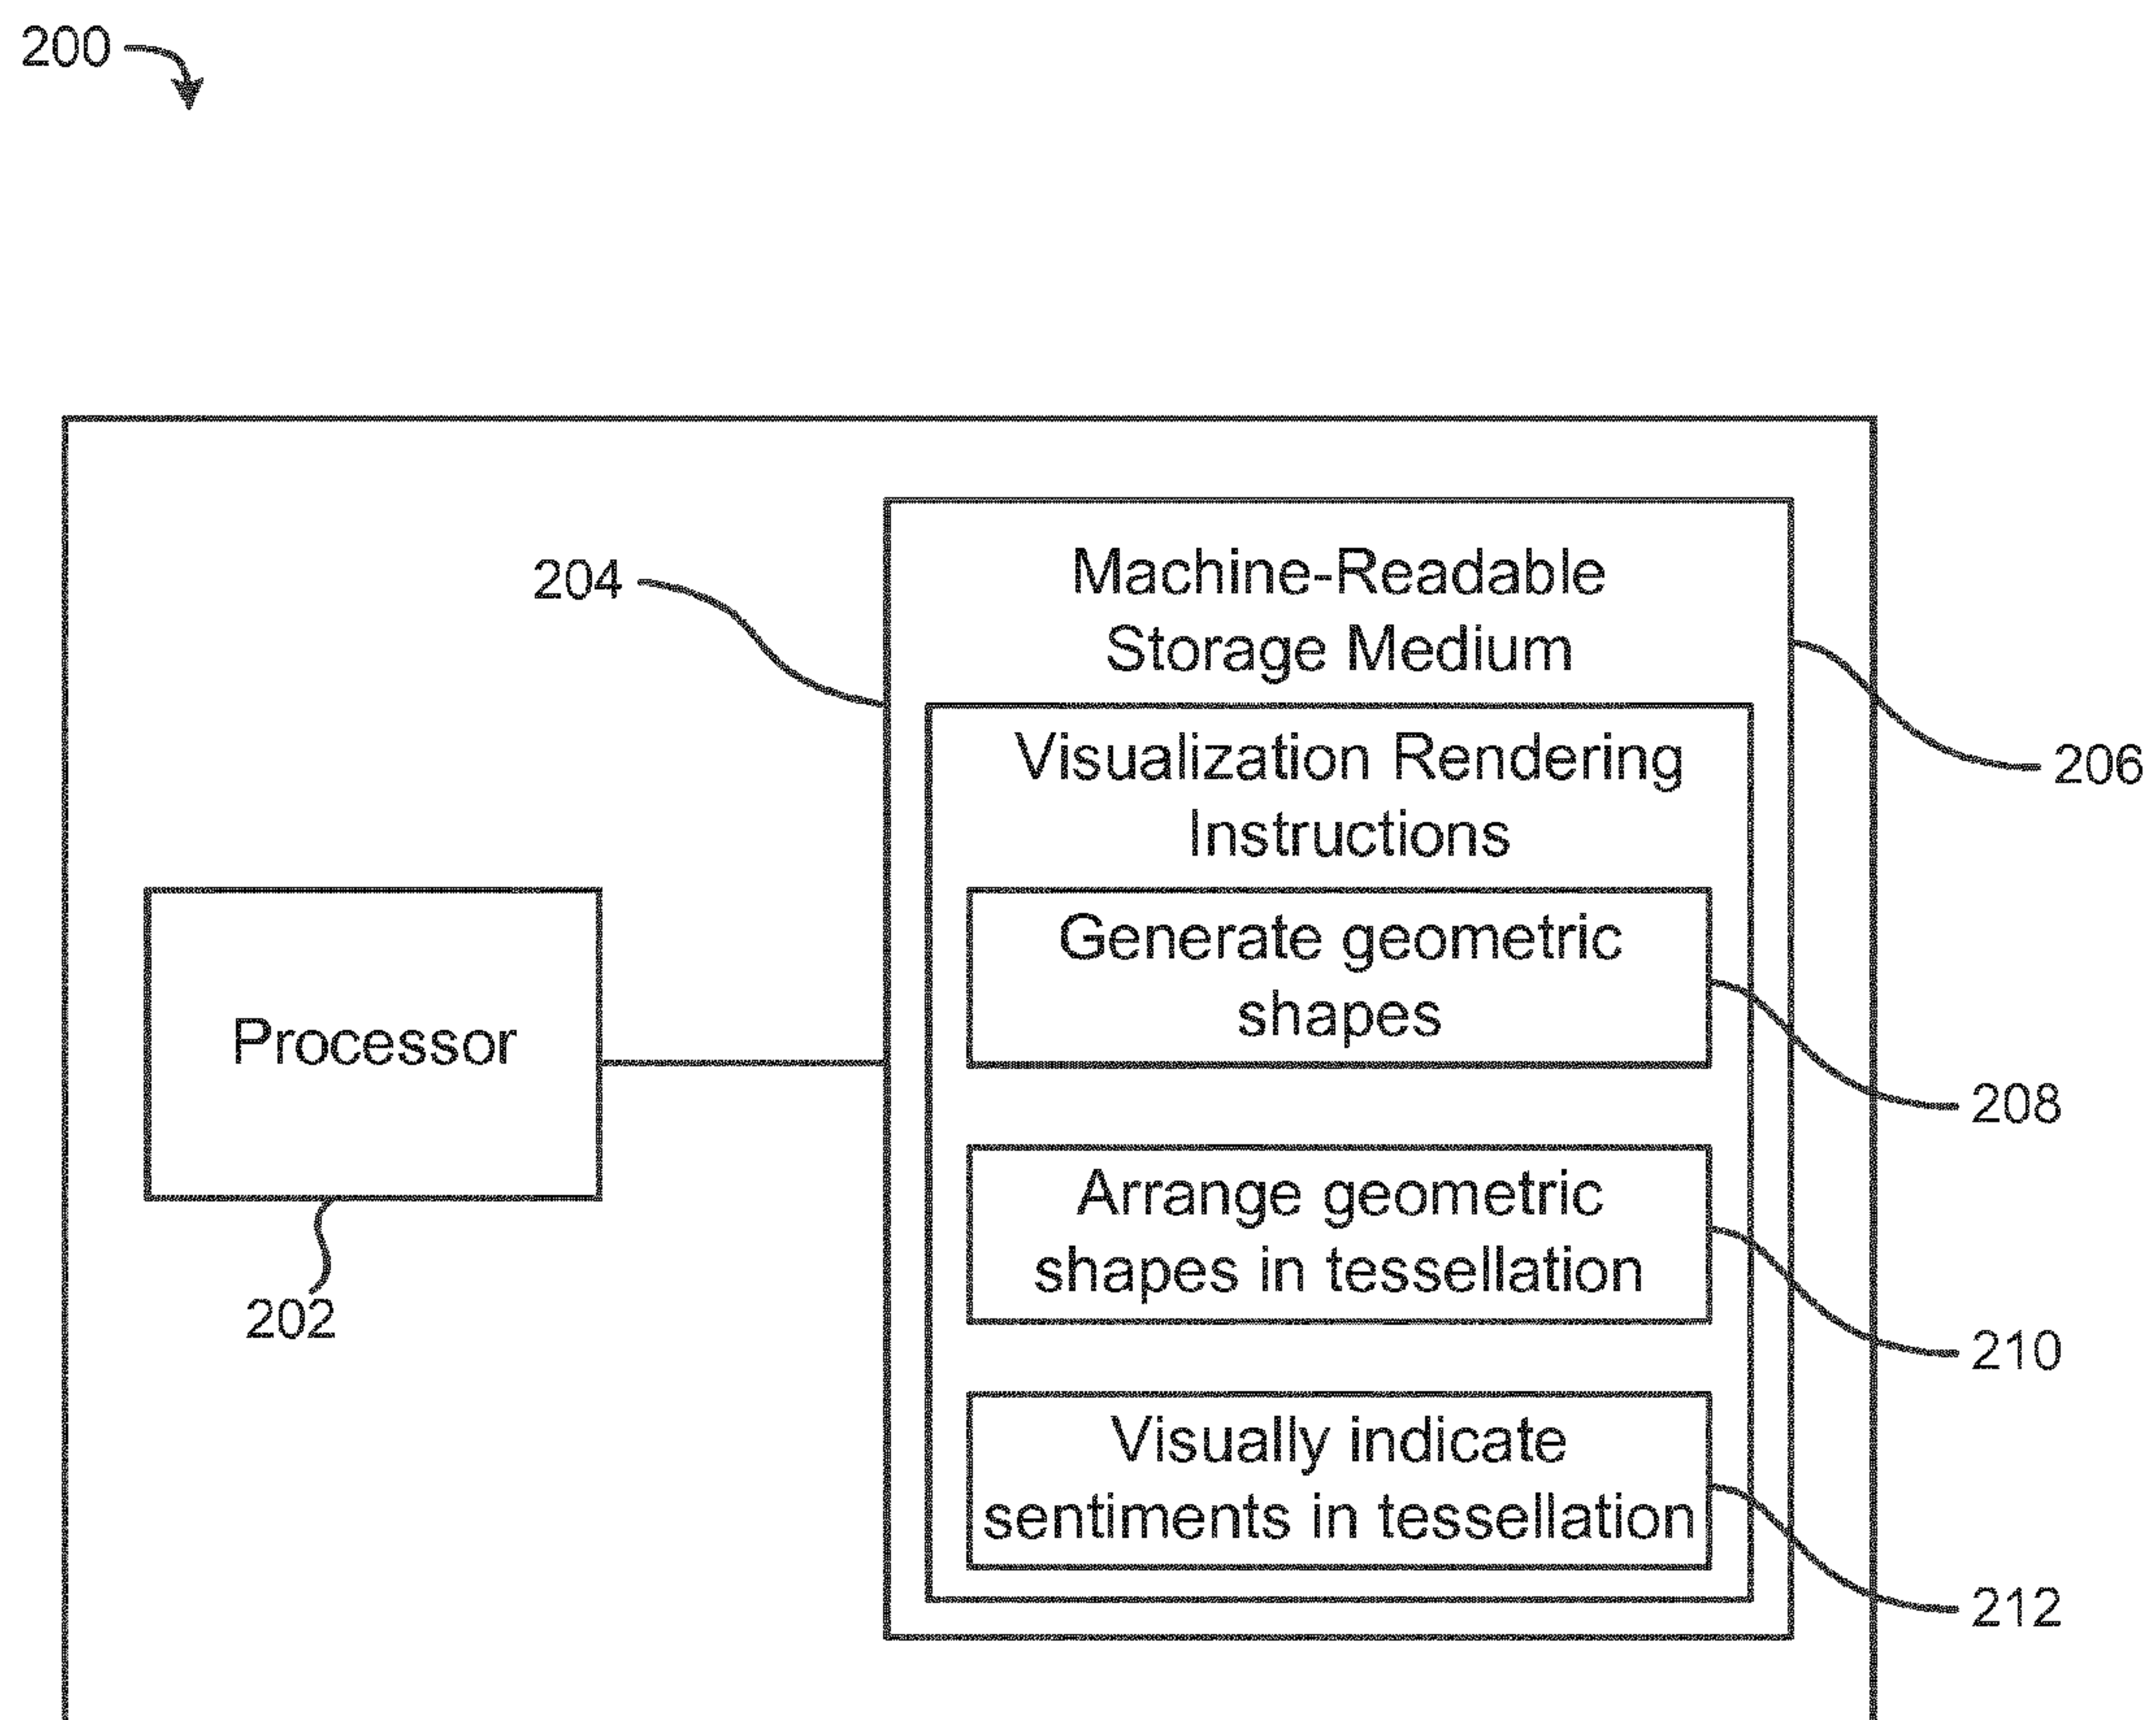 200
204
Machine-Readable
Storage Medium
206
Visualization Rendering
Instructions
Generate geometric
shapes
208
Processor
202
Arrange geometric
shapes in tessellation
210
Visually indicate
sentiments in tessellation
212